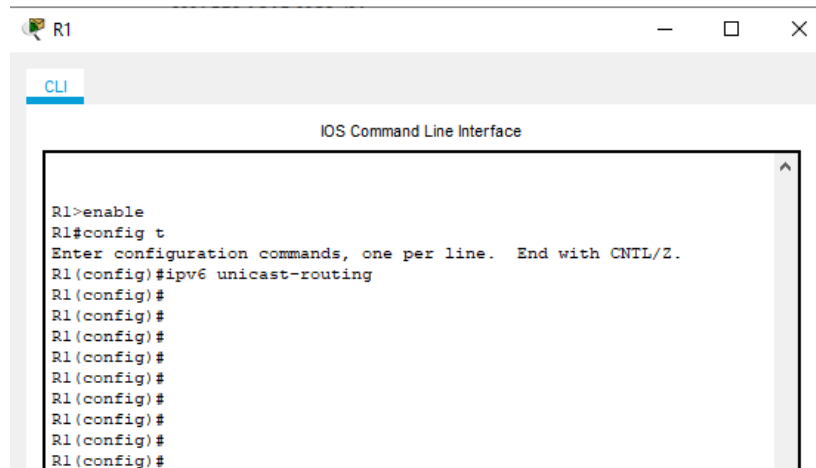 R1
CLI
IOS Command Line Interface
R1>enable
R1#config t
Enter configuration commands, one per line.  End with CNTL/Z.
R1(config)#ipv6 unicast-routing
R1(config)#
R1(config)#
R1(config)#
R1(config)#
R1(config)#
R1(config)#
R1(config)#
R1(config)#
R1(config)#